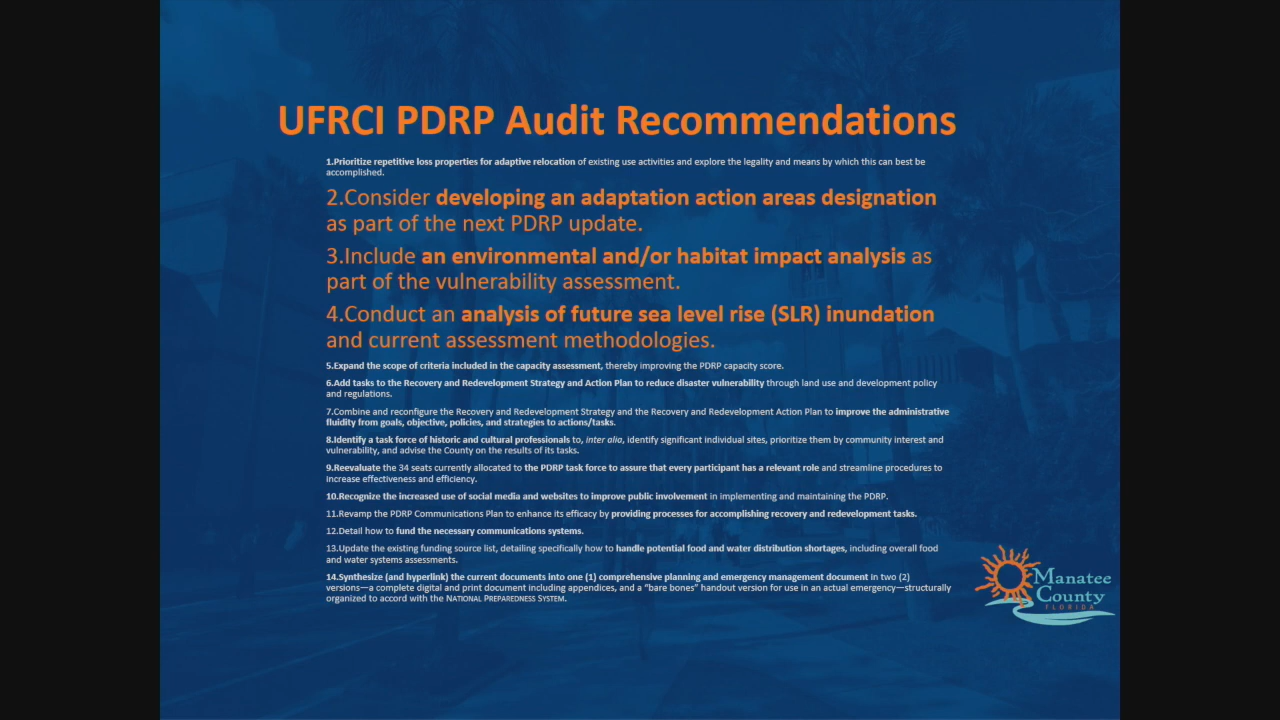 UFRCI PDRP Audit Recommendations
1.Prioritize repetitive loss properties for adaptive relocation of existing use activities and explore the legality and means by which this can best be
accomplished.
2.Consider developing an adaptation action areas designation
as part of the next PDRP update.
3.Include an environmental and/or habitat impact analysis as
part of the vulnerability assessment.
4.Conduct an analysis of future sea level rise (SLR) inundation
and current assessment methodologies.
5.Expand the scope of criteria included in the capacity assessment, thereby improving the PDRP capacity score.
6.Add tasks to the Recovery and Redevelopment Strategy and Action Plan to reduce disaster vulnerability through land use and development policy
and regulations.
7.Combine and reconfigure the Recovery and Redevelopment Strategy and the Recovery and Redevelopment Action Plan to improve the administrative
fluidity from goals, objective, policies, and strategies to actions/tasks.
8.Identify a task force of historic and cultural professionals to, inter alia, identify significant individual sites, prioritize them by community interest and
vulnerability, and advise the County on the results of its tasks.
9.Reevaluate the 34 seats currently allocated to the PDRP task force to assure that every participant has a relevant role and streamline procedures to
increase effectiveness and efficiency.
10.Recognize the increased use of social media and websites to improve public involvement in implementing and maintaining the PDRP.
11.Revamp the PDRP Communications Plan to enhance its efficacy by providing processes for accomplishing recovery and redevelopment tasks.
12.Detail how to fund the necessary communications systems.
13.Update the existing funding source list, detailing specifically how to handle potential food and water distribution shortages, including overall food
and water systems assessments.
14.Synthesize (and hyperlink) the current documents into one (1) comprehensive planning and emergency management document in two (2)
versions—a complete digital and print document including appendices, and a “bare bones” handout version for use in an actual emergency—structurally
organized to accord with the NATIONAL PREPAREDNESS SYSTEM.
Manatee
County
FLORIDA